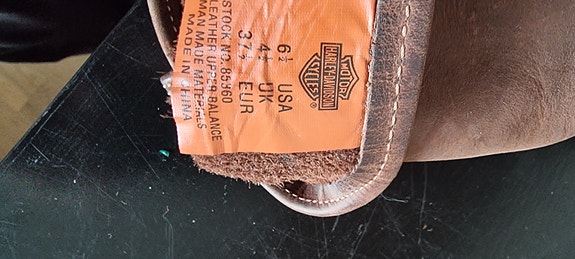 MOTOR
HARLEY-DAVIDSON
CYCLES
®
6½ USA
4½ UK
37½ EUR
STOCK NO. 85360
LEATHER UPPER-BALANCE
MAN MADE MATERIALS
MADE IN CHINA